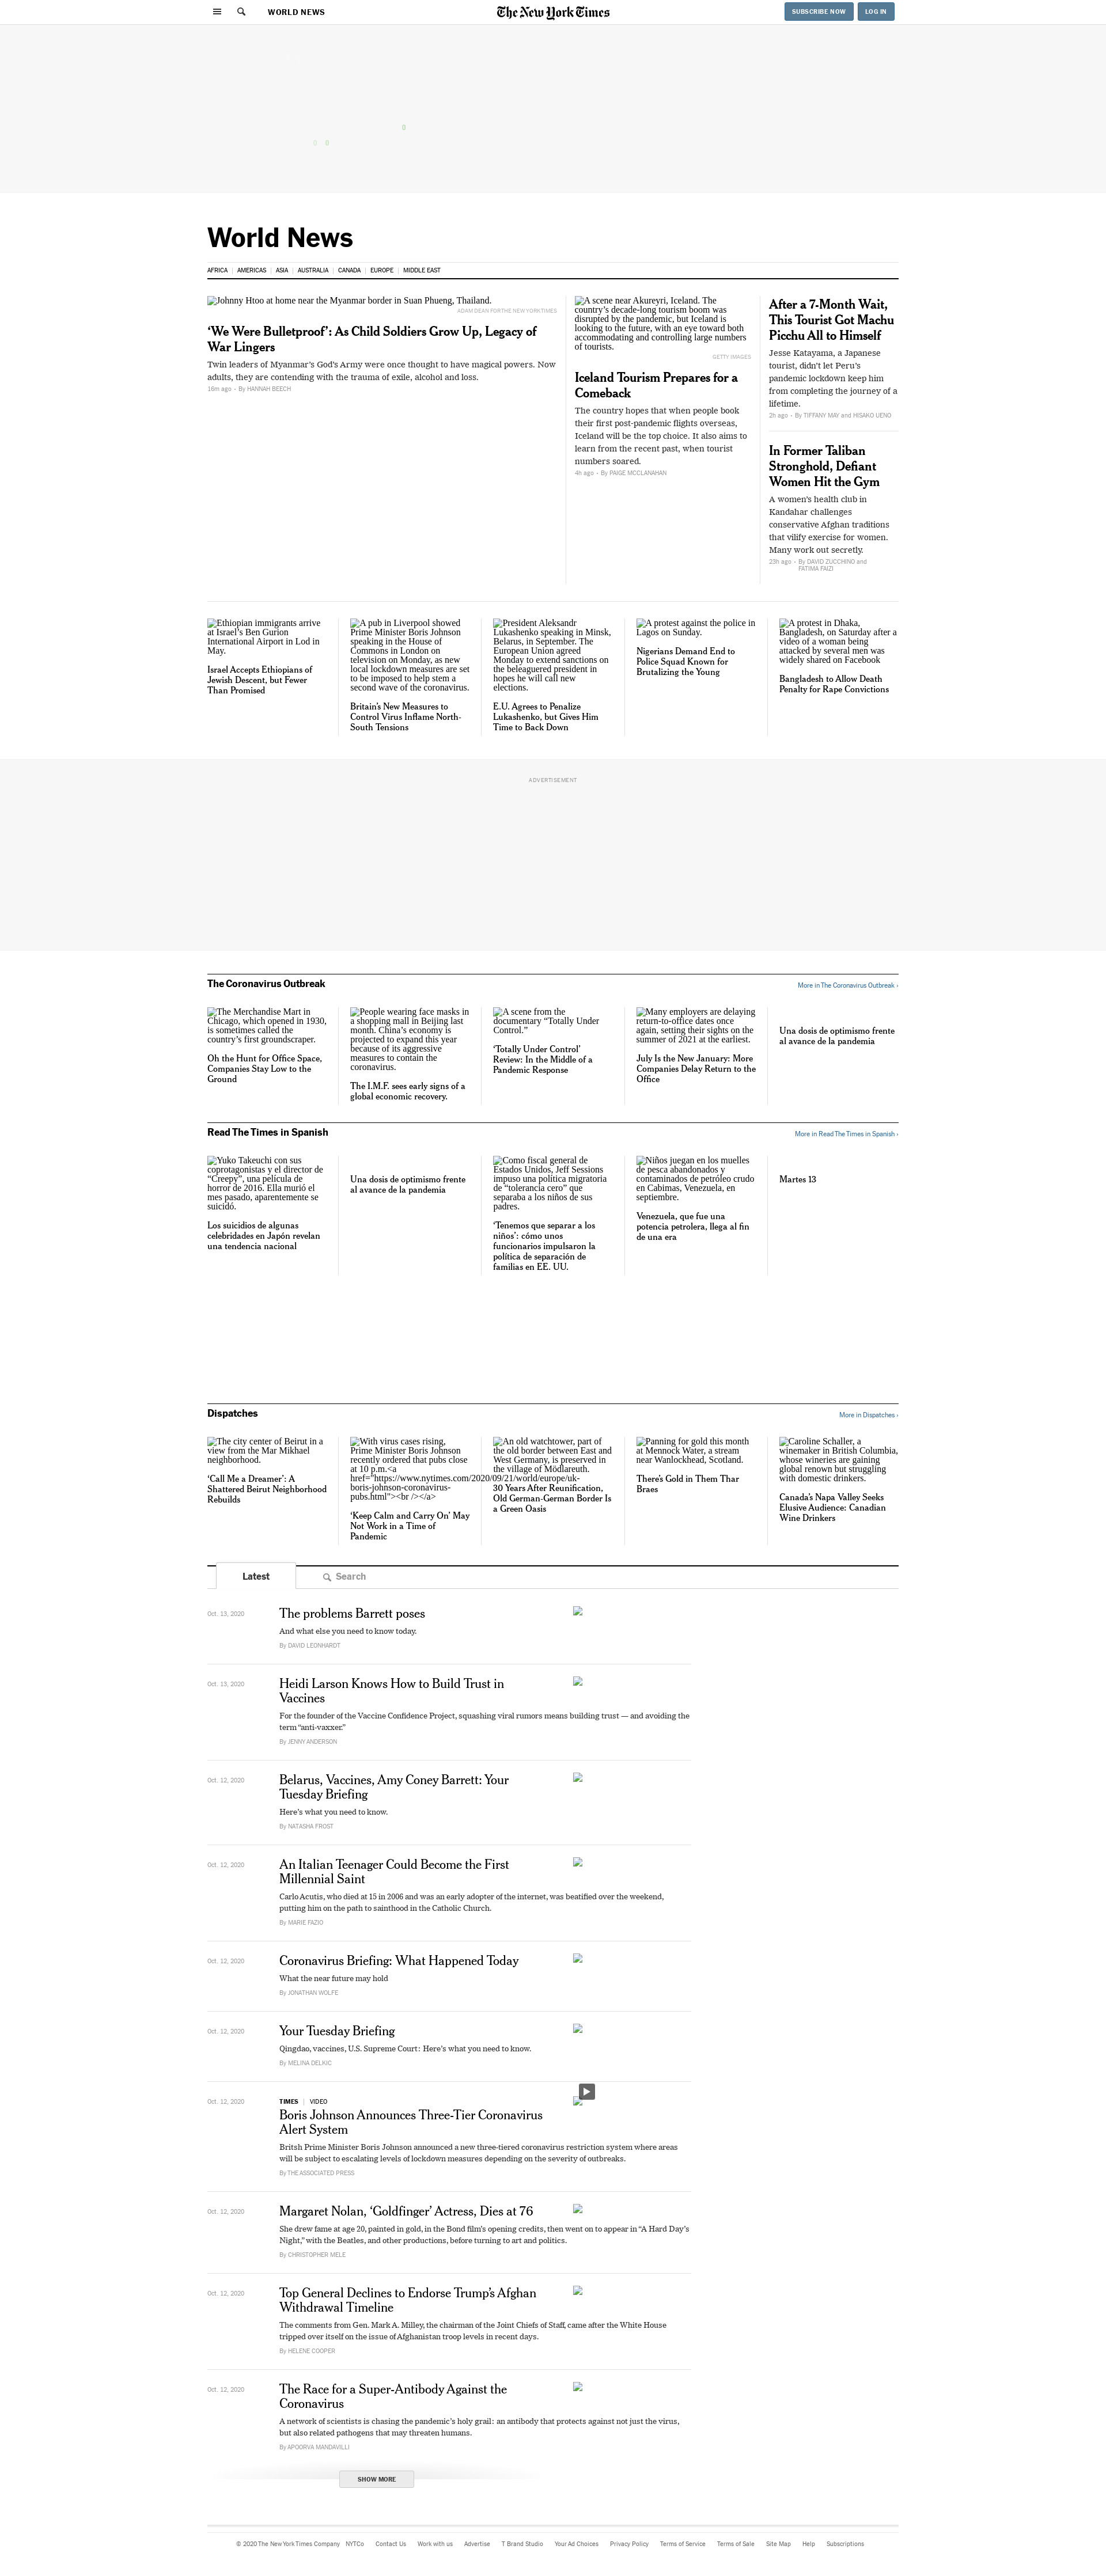 WORLD NEWS
The New York Times
SUBSCRIBE NOW
LOG IN
World News
AFRICA
AMERICAS
ASIA
AUSTRALIA
CANADA
EUROPE
MIDDLE EAST
Johnny Htoo at home near the Myanmar border in Suan Phueng, Thailand.
ADAM DEAN FOR THE NEW YORK TIMES
‘We Were Bulletproof’: As Child Soldiers Grow Up, Legacy of
War Lingers
Twin leaders of Myanmar’s God’s Army were once thought to have magical powers. Now
adults, they are contending with the trauma of exile, alcohol and loss.
16m ago • By HANNAH BEECH
A scene near Akureyri, Iceland. The
country’s decade-long tourism boom was
disrupted by the pandemic, but Iceland is
looking to the future, with an eye toward both
accommodating and controlling large numbers
of tourists.
GETTY IMAGES
Iceland Tourism Prepares for a
Comeback
The country hopes that when people book
their first post-pandemic flights overseas,
Iceland will be the top choice. It also aims to
learn from the recent past, when tourist
numbers soared.
4h ago • By PAIGE MCCLANAHAN
After a 7-Month Wait,
This Tourist Got Machu
Picchu All to Himself
Jesse Katayama, a Japanese
tourist, didn’t let Peru’s
pandemic lockdown keep him
from completing the journey of a
lifetime.
2h ago • By TIFFANY MAY and HISAKO UENO
In Former Taliban
Stronghold, Defiant
Women Hit the Gym
A women’s health club in
Kandahar challenges
conservative Afghan traditions
that vilify exercise for women.
Many work out secretly.
23h ago • By DAVID ZUCCHINO and
FATIMA FAIZI
Ethiopian immigrants arrive
at Israel’s Ben Gurion
International Airport in Lod in
May.
Israel Accepts Ethiopians of
Jewish Descent, but Fewer
Than Promised
A pub in Liverpool showed
Prime Minister Boris Johnson
speaking in the House of
Commons in London on
television on Monday, as new
local lockdown measures are set
to be imposed to help stem a
second wave of the coronavirus.
Britain’s New Measures to
Control Virus Inflame North-
South Tensions
President Aleksandr
Lukashenko speaking in Minsk,
Belarus, in September. The
European Union agreed
Monday to extend sanctions on
the beleaguered president in
hopes he will call new
elections.
E.U. Agrees to Penalize
Lukashenko, but Gives Him
Time to Back Down
A protest against the police in
Lagos on Sunday.
Nigerians Demand End to
Police Squad Known for
Brutalizing the Young
A protest in Dhaka,
Bangladesh, on Saturday after a
video of a woman being
attacked by several men was
widely shared on Facebook
Bangladesh to Allow Death
Penalty for Rape Convictions
ADVERTISEMENT
The Coronavirus Outbreak
More in The Coronavirus Outbreak ›
The Merchandise Mart in
Chicago, which opened in 1930,
is sometimes called the
country’s first groundscraper.
Oh the Hunt for Office Space,
Companies Stay Low to the
Ground
People wearing face masks in
a shopping mall in Beijing last
month. China’s economy is
projected to expand this year
because of its aggressive
measures to contain the
coronavirus.
The I.M.F. sees early signs of a
global economic recovery.
A scene from the
documentary “Totally Under
Control.”
‘Totally Under Control’
Review: In the Middle of a
Pandemic Response
Many employers are delaying
return-to-office dates once
again, setting their sights on the
summer of 2021 at the earliest.
July Is the New January: More
Companies Delay Return to the
Office
Una dosis de optimismo frente
al avance de la pandemia
Read The Times in Spanish
More in Read The Times in Spanish ›
Yuko Takeuchi con sus
coprotagonistas y el director de
“Creepy”, una película de
horror de 2016. Ella murió el
mes pasado, aparentemente se
suicidó.
Los suicidios de algunas
celebridades en Japón revelan
una tendencia nacional
Una dosis de optimismo frente
al avance de la pandemia
Como fiscal general de
Estados Unidos, Jeff Sessions
impuso una política migratoria
de “tolerancia cero” que
separaba a los niños de sus
padres.
‘Tenemos que separar a los
niños’: cómo unos
funcionarios impulsaron la
política de separación de
familias en EE. UU.
Niños juegan en los muelles
de pesca abandonados y
contaminados de petróleo crudo
en Cabimas, Venezuela, en
septiembre.
Venezuela, que fue una
potencia petrolera, llega al fin
de una era
Martes 13
Dispatches
More in Dispatches ›
The city center of Beirut in a
view from the Mar Mikhael
neighborhood.
‘Call Me a Dreamer’: A
Shattered Beirut Neighborhood
Rebuilds
With virus cases rising,
Prime Minister Boris Johnson
recently ordered that pubs close
at 10 p.m.<a
href="https://www.nytimes.com/2020/09/21/world/europe/uk-
boris-johnson-coronavirus-
pubs.html"><br /></a>
‘Keep Calm and Carry On’ May
Not Work in a Time of
Pandemic
An old watchtower, part of
the old border between East and
West Germany, is preserved in
the village of Mödlareuth.
30 Years After Reunification,
Old German-German Border Is
a Green Oasis
Panning for gold this month
at Mennock Water, a stream
near Wanlockhead, Scotland.
There’s Gold in Them Thar
Braes
Caroline Schaller, a
winemaker in British Columbia,
whose wineries are gaining
global renown but struggling
with domestic drinkers.
Canada’s Napa Valley Seeks
Elusive Audience: Canadian
Wine Drinkers
Latest
Search
Oct. 13, 2020
The problems Barrett poses
And what else you need to know today.
By DAVID LEONHARDT
Oct. 13, 2020
Heidi Larson Knows How to Build Trust in
Vaccines
For the founder of the Vaccine Confidence Project, squashing viral rumors means building trust — and avoiding the
term “anti-vaxxer.”
By JENNY ANDERSON
Oct. 12, 2020
Belarus, Vaccines, Amy Coney Barrett: Your
Tuesday Briefing
Here’s what you need to know.
By NATASHA FROST
Oct. 12, 2020
An Italian Teenager Could Become the First
Millennial Saint
Carlo Acutis, who died at 15 in 2006 and was an early adopter of the internet, was beatified over the weekend,
putting him on the path to sainthood in the Catholic Church.
By MARIE FAZIO
Oct. 12, 2020
Coronavirus Briefing: What Happened Today
What the near future may hold
By JONATHAN WOLFE
Oct. 12, 2020
Your Tuesday Briefing
Qingdao, vaccines, U.S. Supreme Court: Here’s what you need to know.
By MELINA DELKIC
Oct. 12, 2020
TIMES | VIDEO
Boris Johnson Announces Three-Tier Coronavirus
Alert System
Britsh Prime Minister Boris Johnson announced a new three-tiered coronavirus restriction system where areas
will be subject to escalating levels of lockdown measures depending on the severity of outbreaks.
By THE ASSOCIATED PRESS
Oct. 12, 2020
Margaret Nolan, ‘Goldfinger’ Actress, Dies at 76
She drew fame at age 20, painted in gold, in the Bond film’s opening credits, then went on to appear in “A Hard Day’s
Night,” with the Beatles, and other productions, before turning to art and politics.
By CHRISTOPHER MELE
Oct. 12, 2020
Top General Declines to Endorse Trump’s Afghan
Withdrawal Timeline
The comments from Gen. Mark A. Milley, the chairman of the Joint Chiefs of Staff, came after the White House
tripped over itself on the issue of Afghanistan troop levels in recent days.
By HELENE COOPER
Oct. 12, 2020
The Race for a Super-Antibody Against the
Coronavirus
A network of scientists is chasing the pandemic’s holy grail: an antibody that protects against not just the virus,
but also related pathogens that may threaten humans.
By APOORVA MANDAVILLI
SHOW MORE
© 2020 The New York Times Company
NYTCo
Contact Us
Work with us
Advertise
T Brand Studio
Your Ad Choices
Privacy Policy
Terms of Service
Terms of Sale
Site Map
Help
Subscriptions